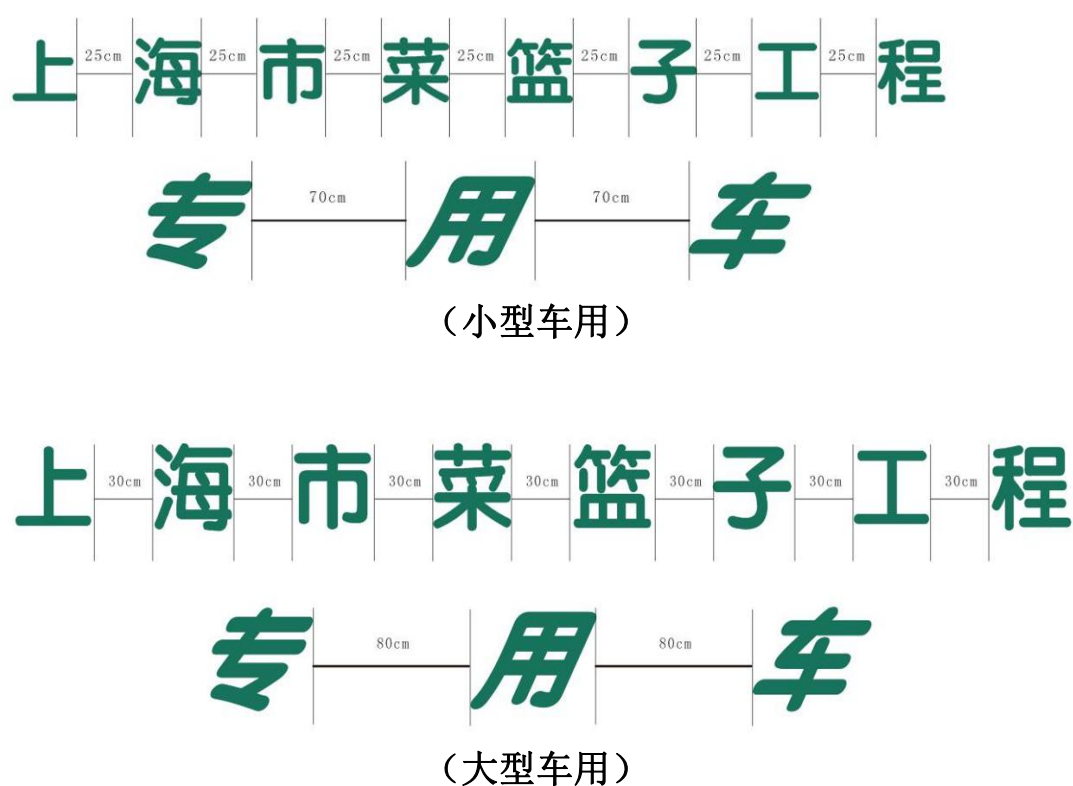 上 25cm 海 25cm 市 25cm 菜 25cm 篮 25cm 子 25cm 工 25cm 程
专 70cm 用 70cm 车
（小型车用）
上 30cm 海 30cm 市 30cm 菜 30cm 篮 30cm 子 30cm 工 30cm 程
专 80cm 用 80cm 车
（大型车用）